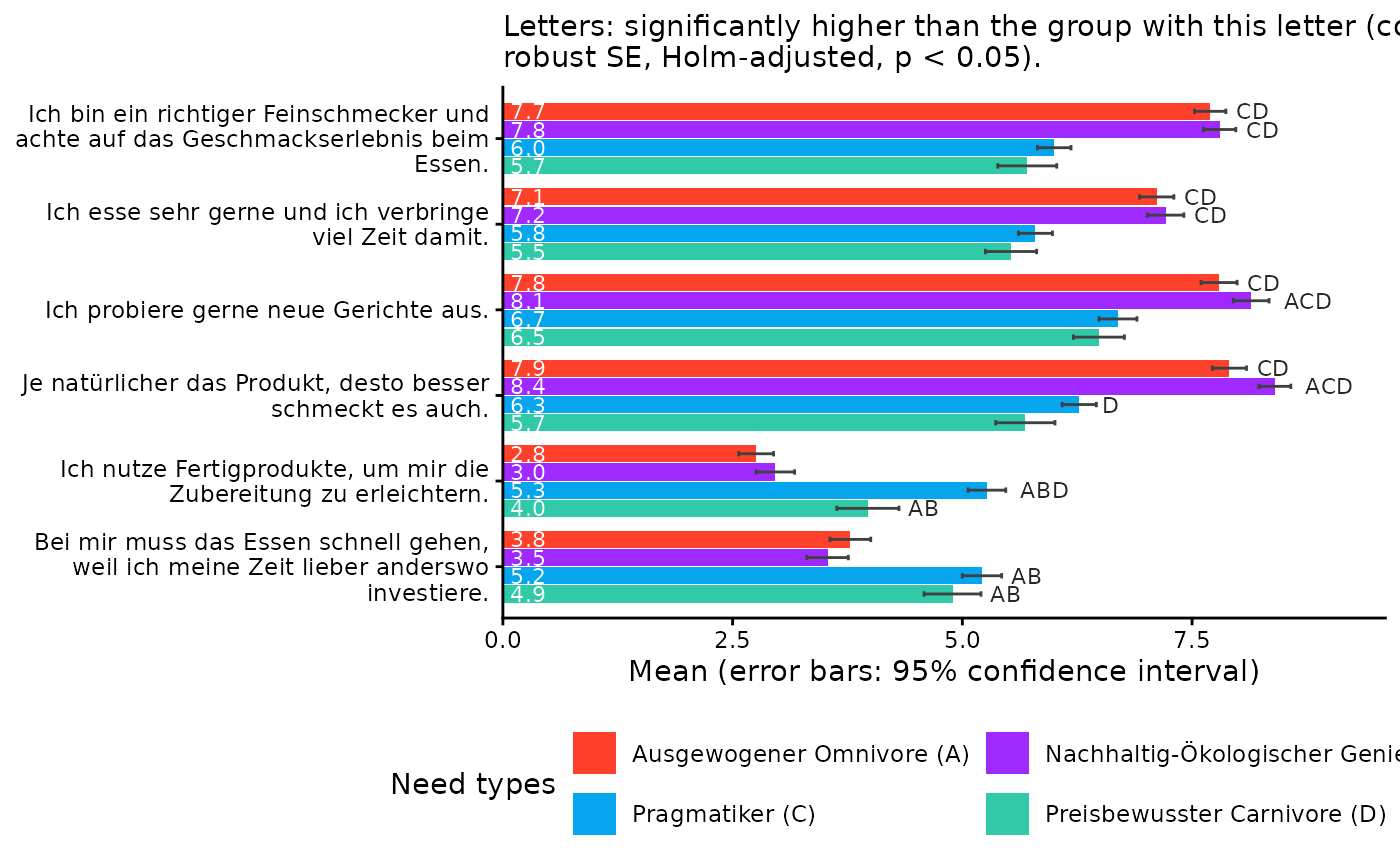 Letters: significantly higher than the group with this letter (
robust SE, Holm-adjusted, p < 0.05).
Ich bin ein richtiger Feinschmecker und
achte auf das Geschmackserlebnis beim
Essen.
7.7 CD
7.8 CD
6.0
5.7
Ich esse sehr gerne und ich verbringe
viel Zeit damit.
7.1 CD
7.2 CD
5.8
5.5
Ich probiere gerne neue Gerichte aus.
7.8 CD
8.1 ACD
6.7
6.5
Je natürlicher das Produkt, desto besser
schmeckt es auch.
7.9 CD
8.4 ACD
6.3 D
5.7
Ich nutze Fertigprodukte, um mir die
Zubereitung zu erleichtern.
2.8
3.0
5.3 ABD
4.0 AB
Bei mir muss das Essen schnell gehen,
weil ich meine Zeit lieber anderswo
investiere.
3.8
3.5
5.2 AB
4.9 AB
0.0 2.5 5.0 7.5
Mean (error bars: 95% confidence interval)
Need types
Ausgewogener Omnivore (A)
Nachhaltig-Ökologischer
Pragmatiker (C)
Preisbewusster Carnivore (D)